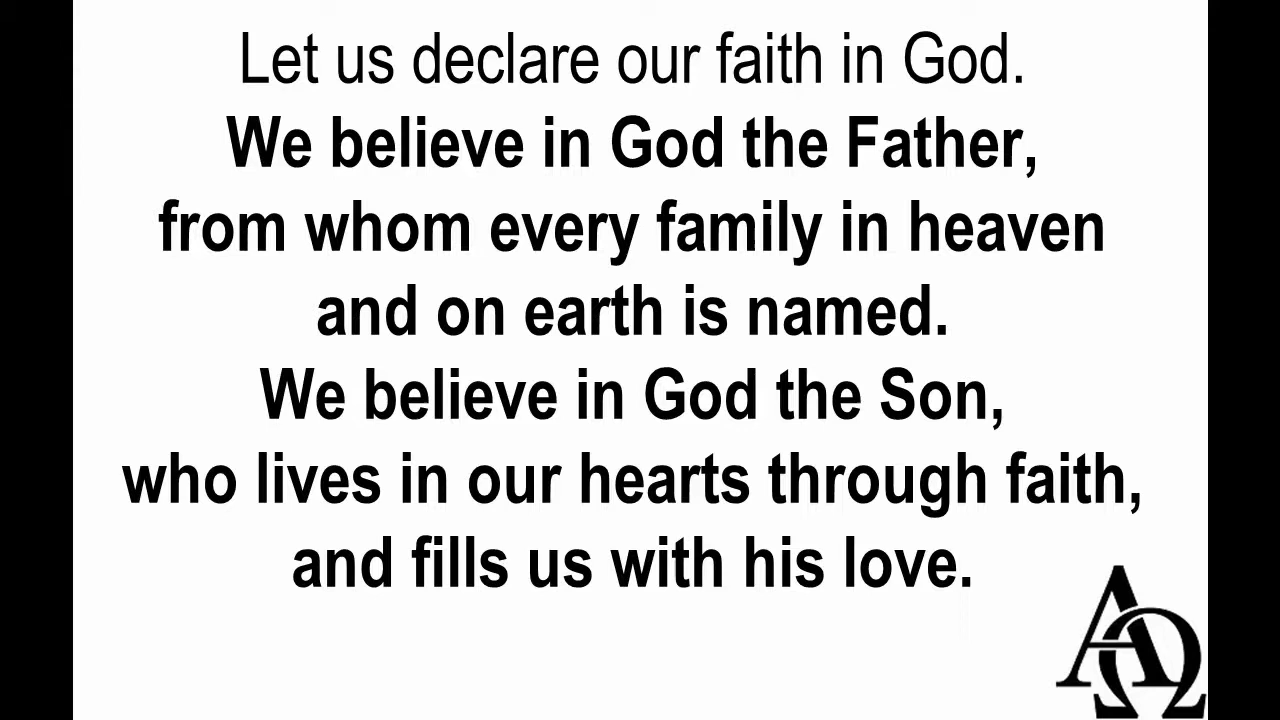 Let us declare our faith in God.
We believe in God the Father,
from whom every family in heaven
and on earth is named.
We believe in God the Son,
who lives in our hearts through faith,
and fills us with his love.
ΑΩ